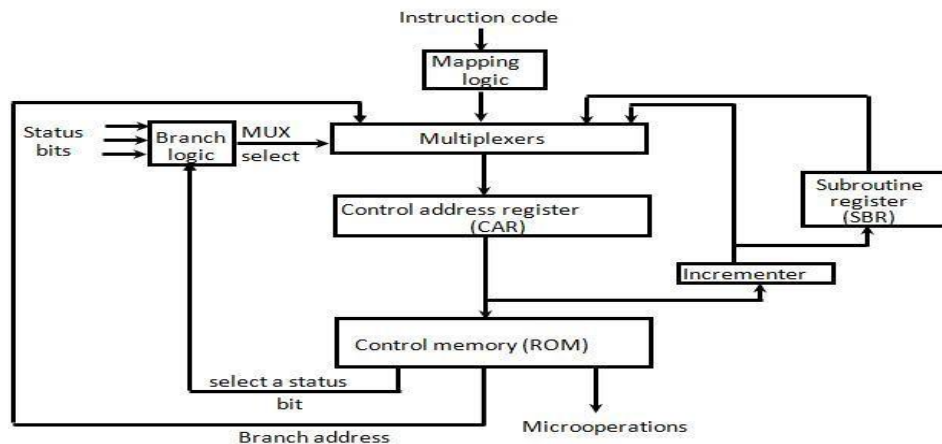 Instruction code
Mapping
logic
Status
bits
Branch
logic
MUX
select
Multiplexers
Subroutine
register
(SBR)
Control address register
(CAR)
Incrementer
Control memory (ROM)
select a status
bit
Microoperations
Branch address